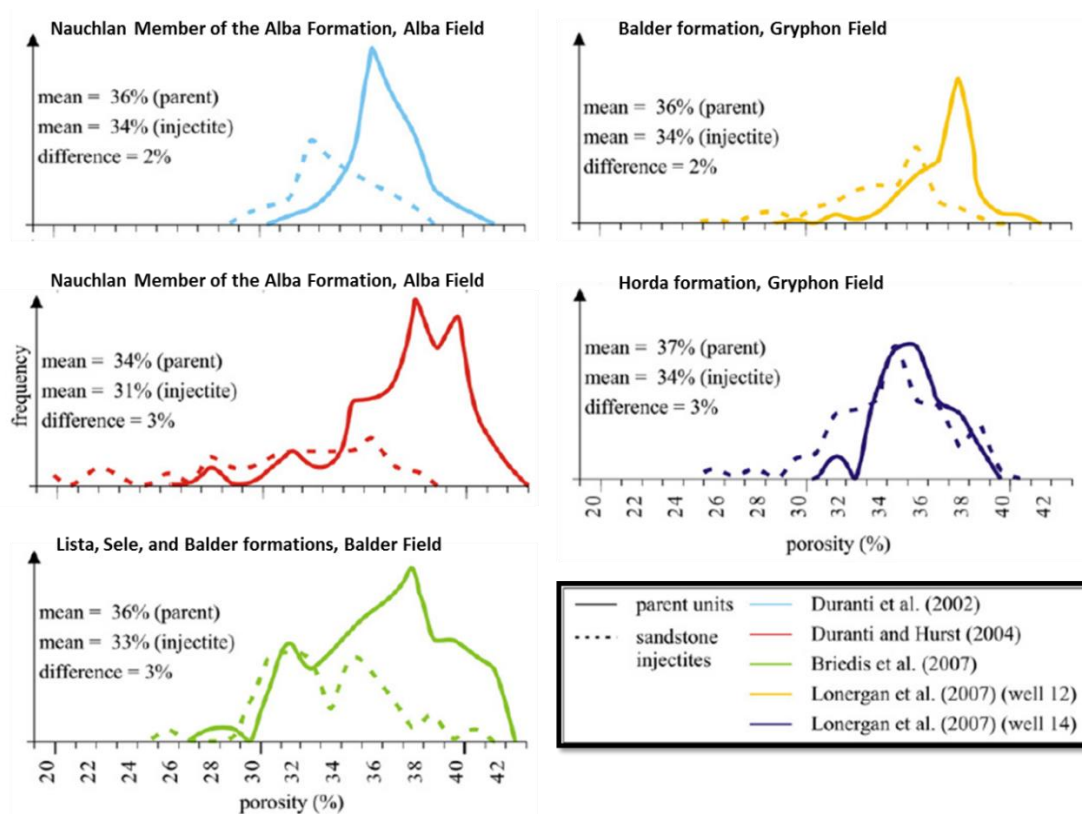 Nauchlan Member of the Alba Formation, Alba Field
mean = 36% (parent)
mean = 34% (injectite)
difference = 2%
Balder formation, Gryphon Field
mean = 36% (parent)
mean = 34% (injectite)
difference = 2%
Nauchlan Member of the Alba Formation, Alba Field
frequency
mean = 34% (parent)
mean = 31% (injectite)
difference = 3%
Horda formation, Gryphon Field
mean = 37% (parent)
mean = 34% (injectite)
difference = 3%
20 22 24 26 28 30 32 34 36 38 40 42
porosity (%)
Lista, Sele, and Balder formations, Balder Field
mean = 36% (parent)
mean = 33% (injectite)
difference = 3%
20 22 24 26 28 30 32 34 36 38 40 42
porosity (%)
parent units
sandstone
injectites
Duranti et al. (2002)
Duranti and Hurst (2004)
Briedis et al. (2007)
Lonergan et al. (2007) (well 12)
Lonergan et al. (2007) (well 14)